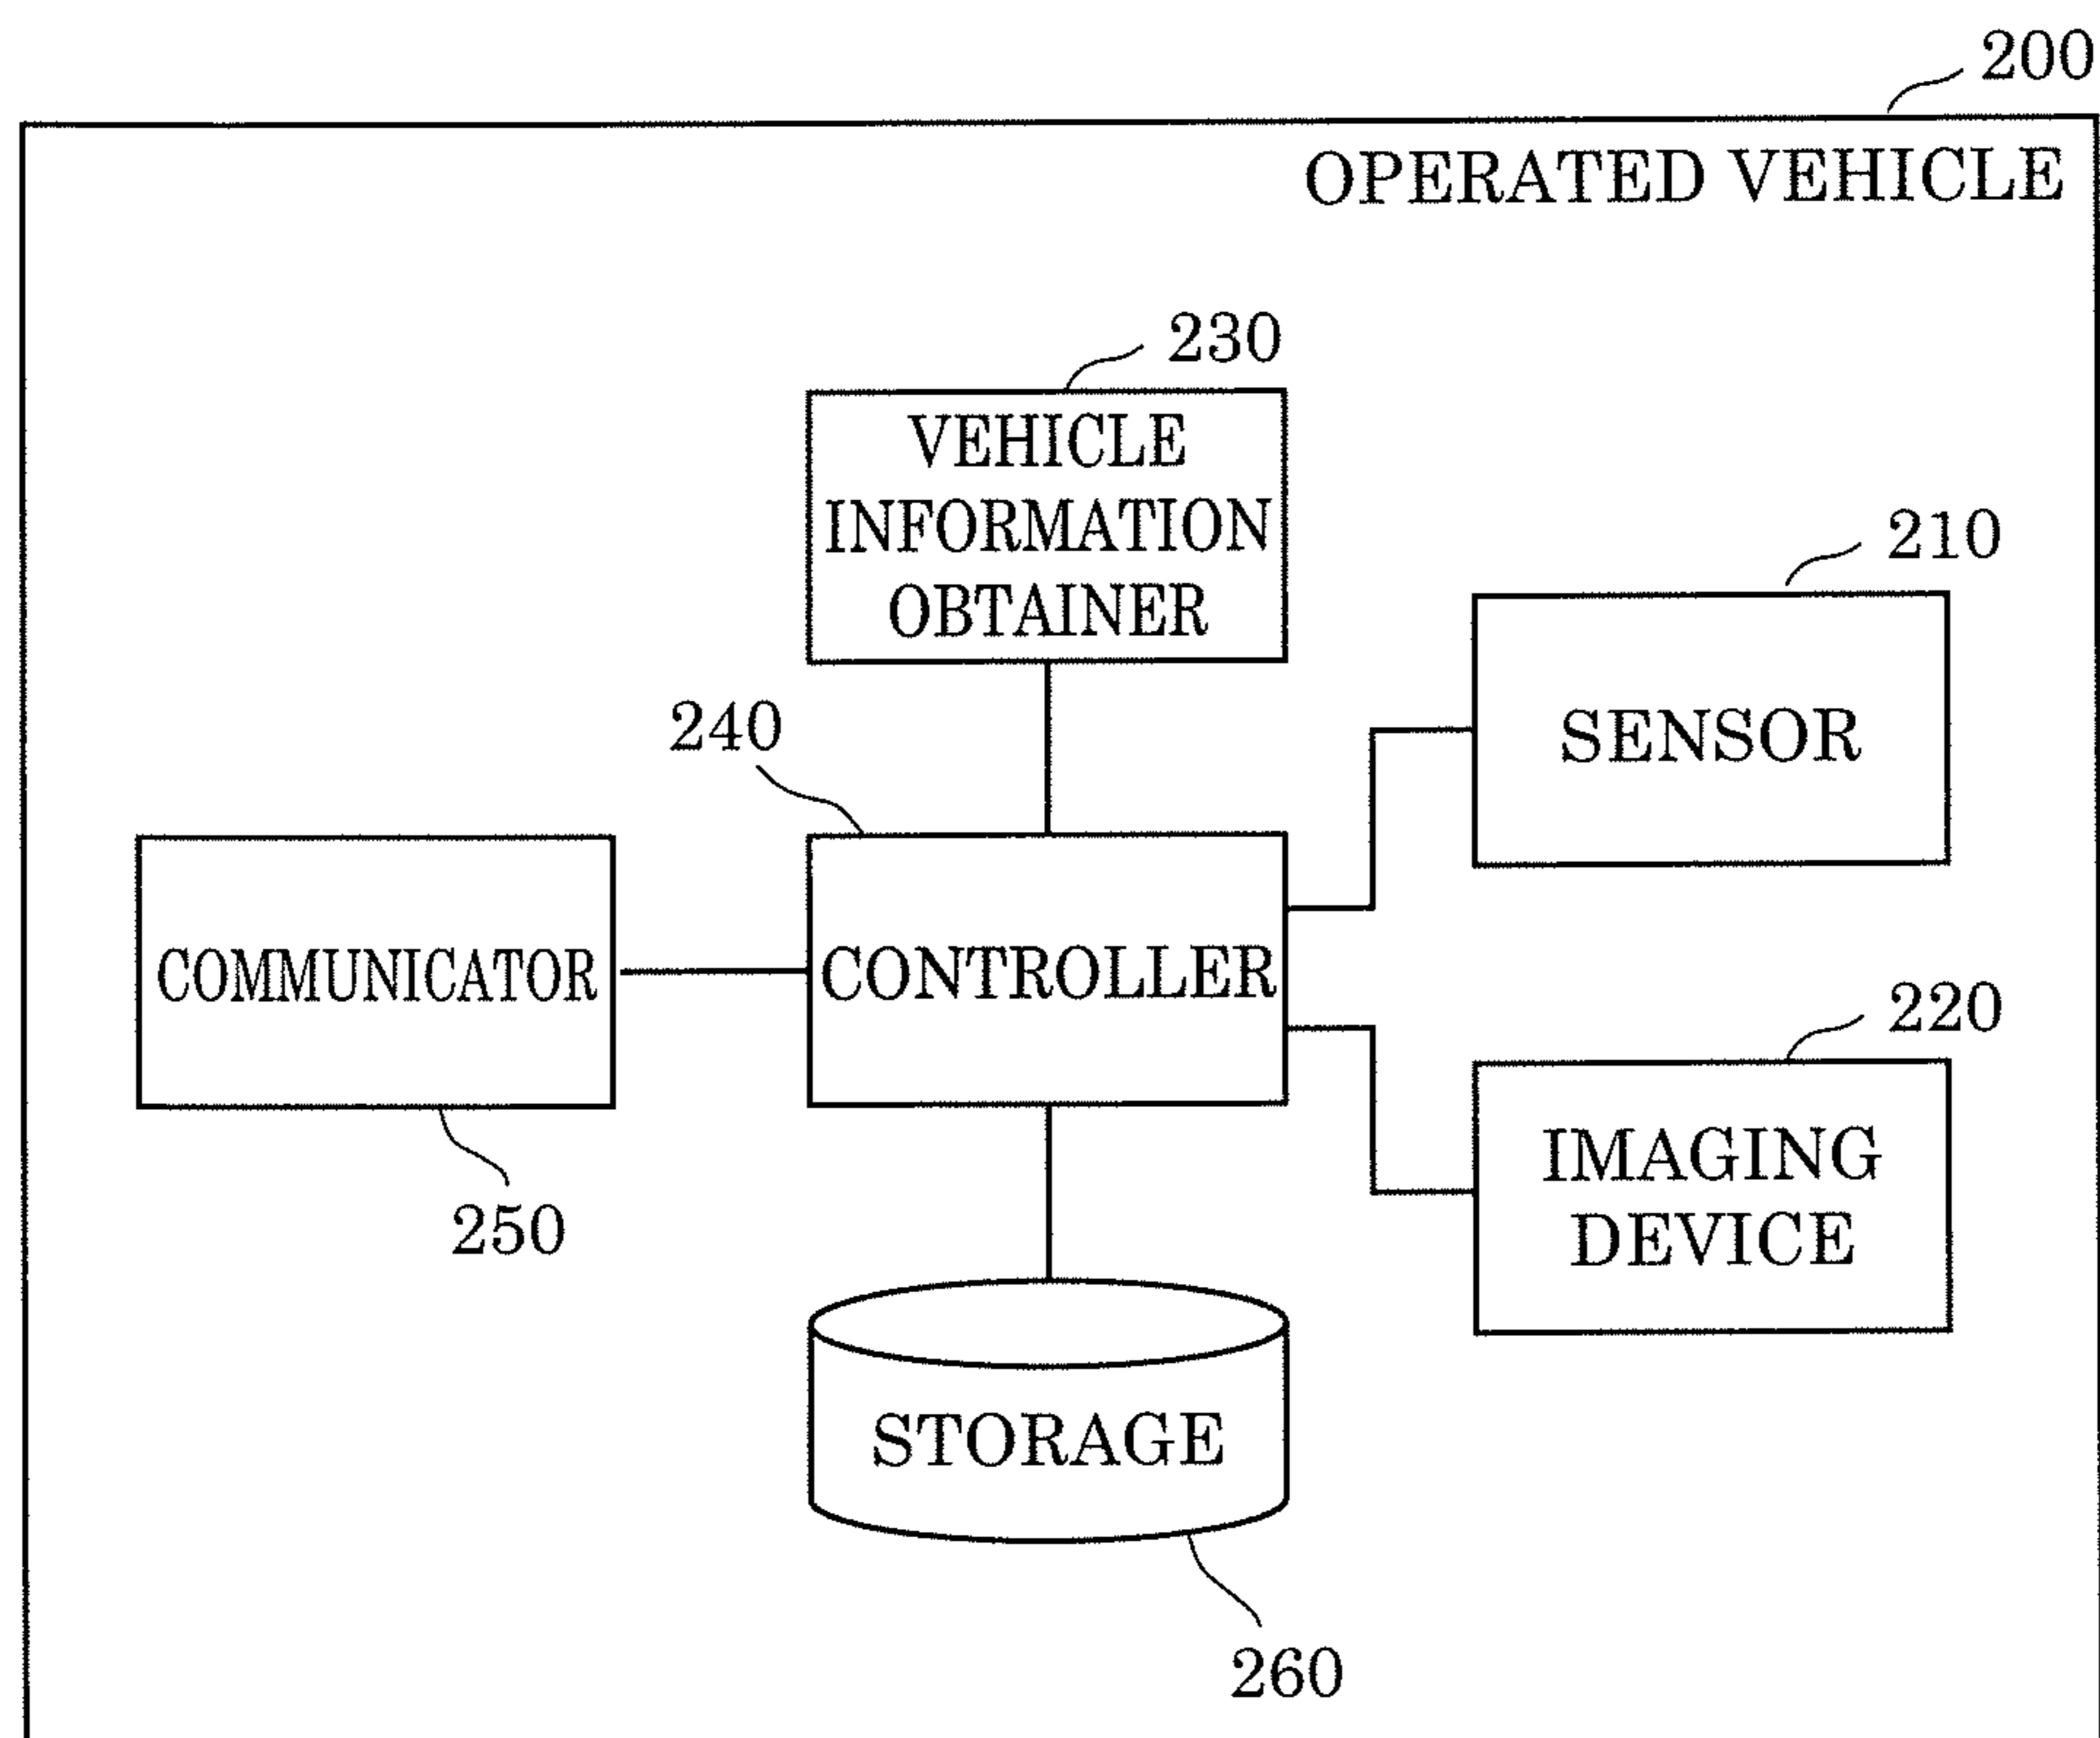 200
OPERATED VEHICLE
230
VEHICLE
INFORMATION
OBTAINER
210
SENSOR
240
COMMUNICATOR
CONTROLLER
220
IMAGING
DEVICE
250
STORAGE
260